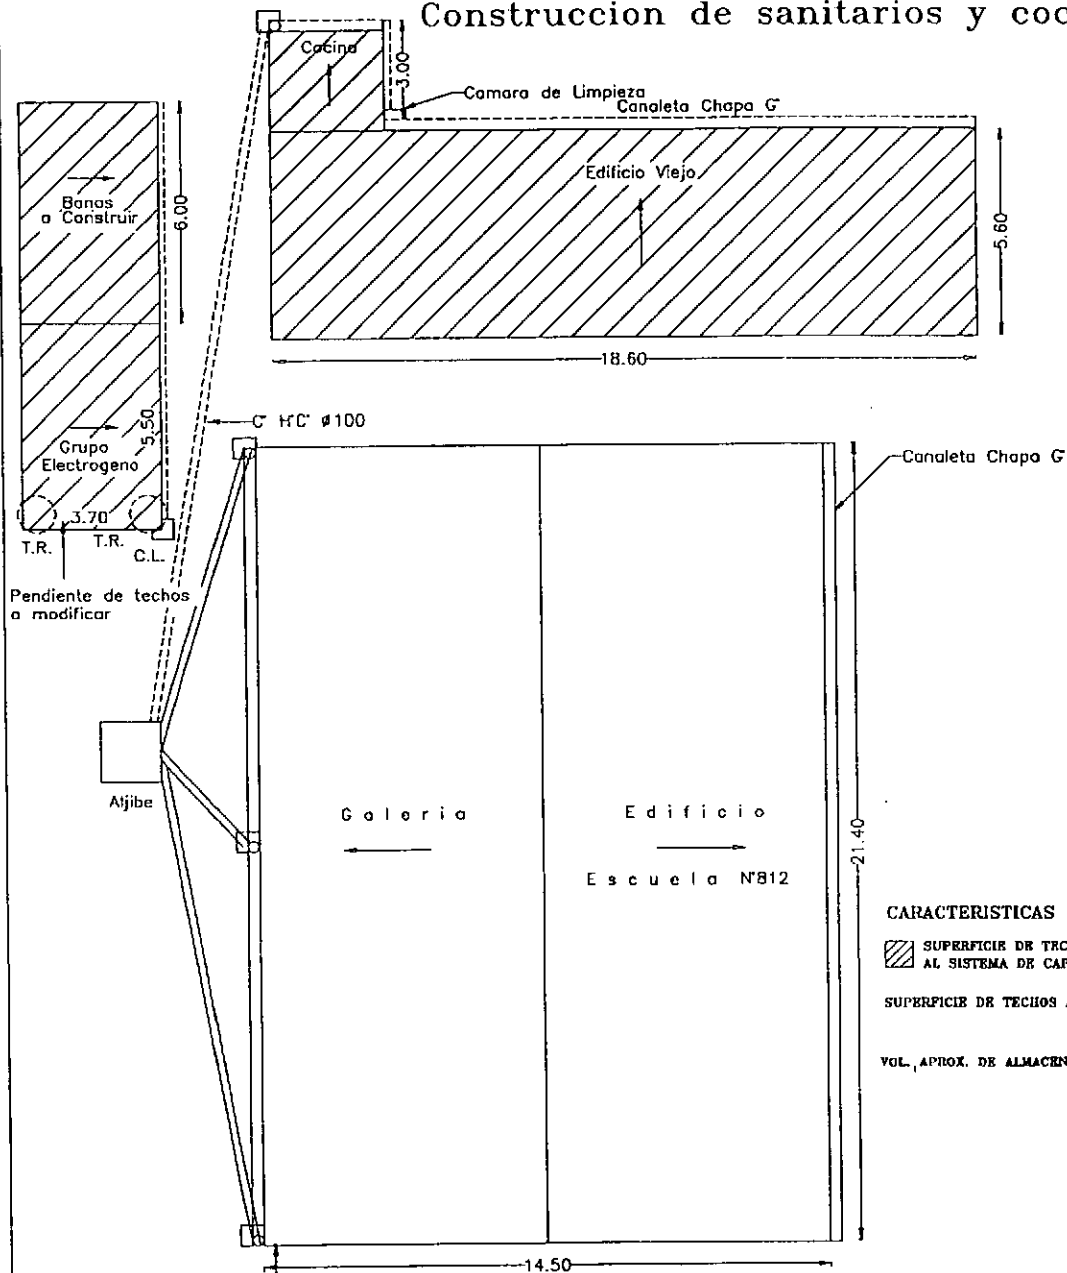 Construccion de sanitarios y coc
Cocina
3.00
Camara de Limpieza
Canaleta Chapa G°
Edificio Viejo
5.60
18.60
Banos
a Construir
6.00
5.50
Grupo
Electrogeno
3.70
T.R.
T.R.
C.L.
Pendiente de techos
a modificar
C° H°C° ø100
Canaleta Chapa G°
Aljibe
Galeria
Edificio
Escuela N°812
21.40
CARACTERISTICAS
SUPERFICIE DE TEC
AL SISTEMA DE CAP
SUPERFICIE DE TECHOS
VOL. APROX. DE ALMACEN
14.50